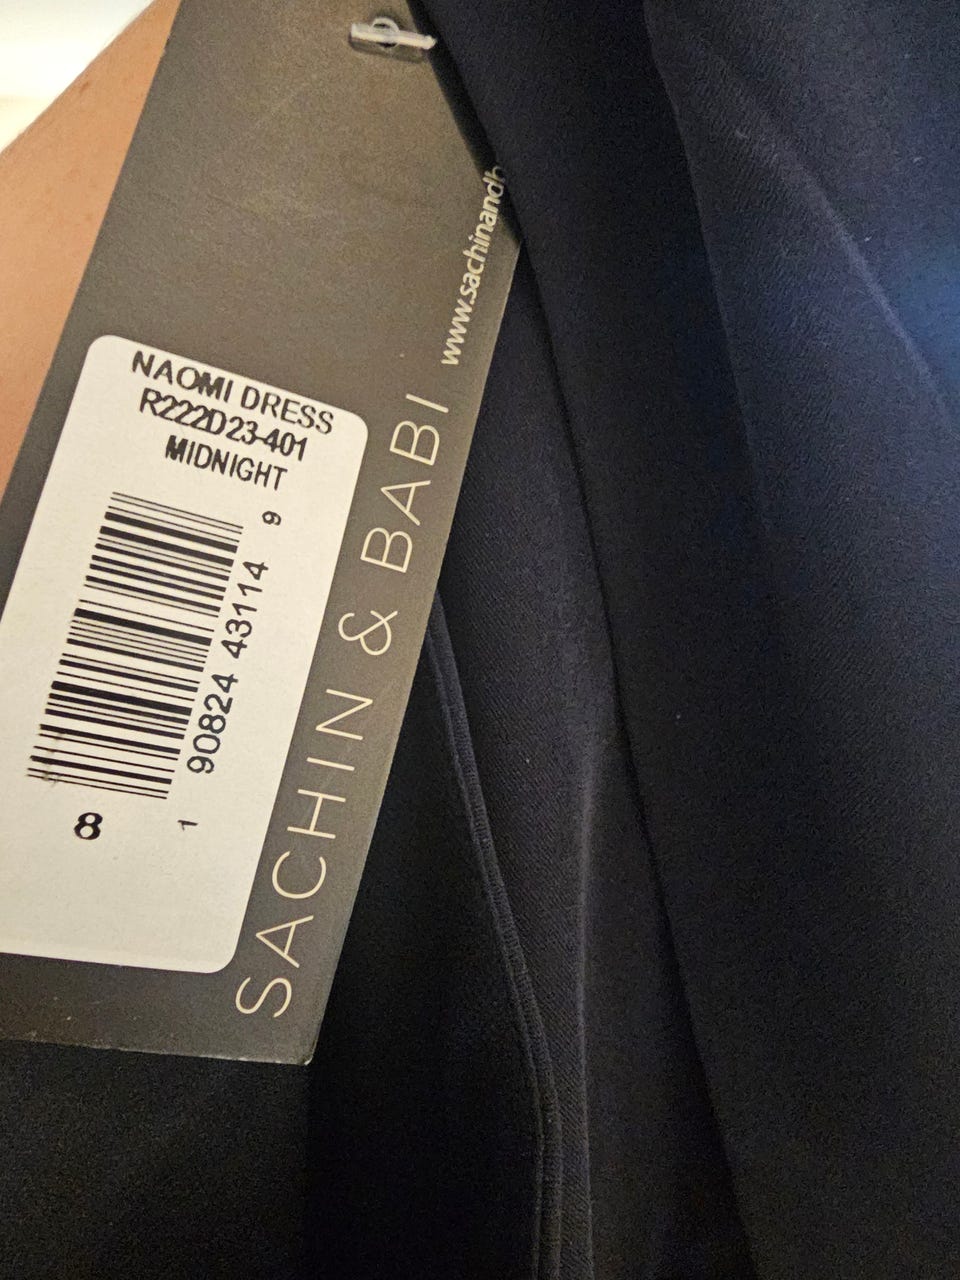 NAOMI DRESS
R222D23-401
MIDNIGHT
1 90824 43114 9
8
SACHIN & BABI
www.sachinandb